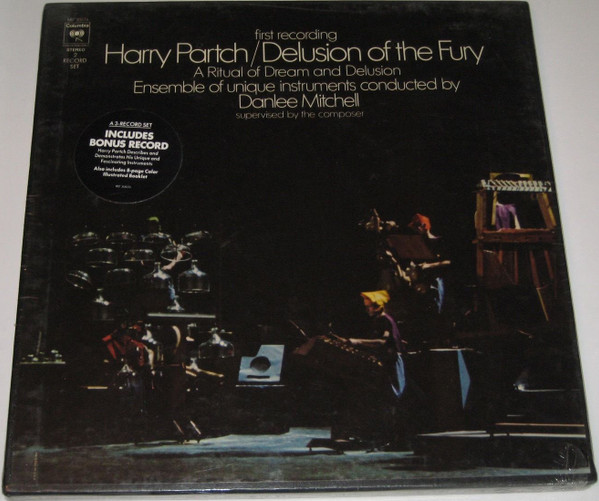 Columbia
STEREO
2
RECORD
SET
first recording
Harry Partch/Delusion of the Fury
A Ritual of Dream and Delusion
Ensemble of unique instruments conducted by
Danlee Mitchell
supervised by the composer
A 3-RECORD SET
INCLUDES
BONUS RECORD
Harry Partch Describes and
Demonstrates His Unique and
Fascinating Instruments
Also includes 8-page Color
Illustrated Booklet